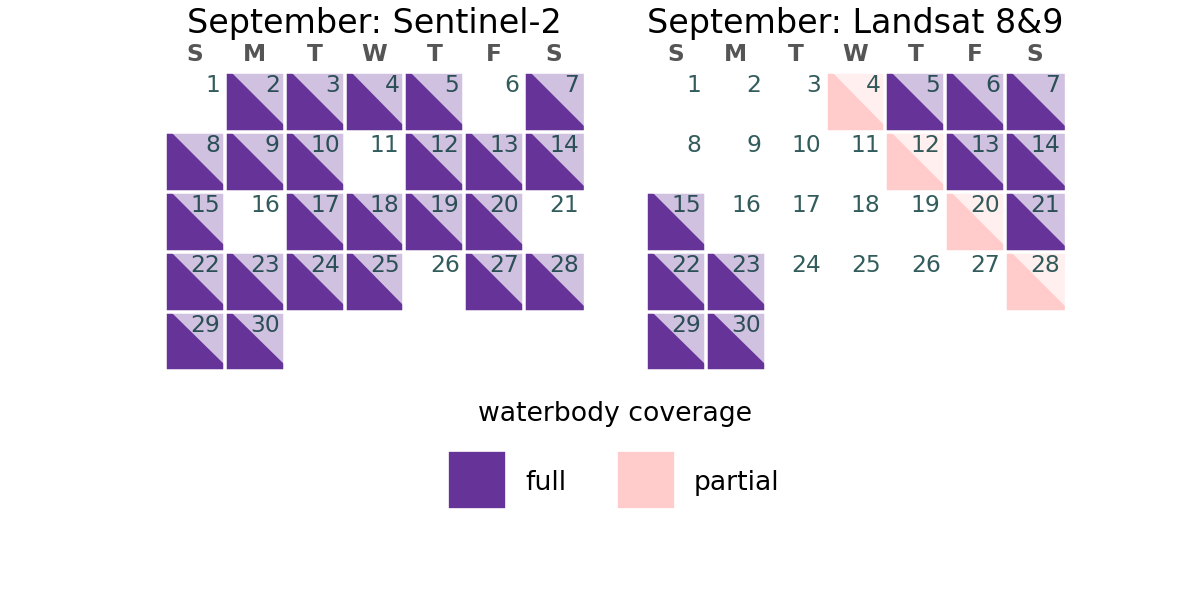 September: Sentinel-2
S M T W T F S
1 2 3 4 5 6 7
8 9 10 11 12 13 14
15 16 17 18 19 20 21
22 23 24 25 26 27 28
29 30
September: Landsat 8&9
S M T W T F S
1 2 3 4 5 6 7
8 9 10 11 12 13 14
15 16 17 18 19 20 21
22 23 24 25 26 27 28
29 30
waterbody coverage
full partial